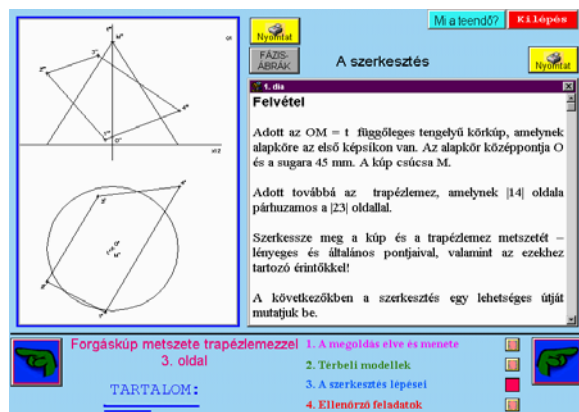 Mi a teendő?
Kilépés
Nyomtat
FÁZIS-
ÁBRÁK
A szerkesztés
Nyomtat
1. dia
Felvétel
Adott az OM = t függőleges tengelyű körkúp, amelynek
alapköre az első képsíkon van. Az alapkör középpontja O
és a sugara 45 mm. A kúp csúcsa M.
Adott továbbá az trapézlemez, amelynek |14| oldala
párhuzamos a |23| oldallal.
Szerkessze meg a kúp és a trapézlemez metszetét –
lényeges és általános pontjaival, valamint az ezekhez
tartozó érintőkkel!
A következőkben a szerkesztés egy lehetséges útját
mutatjuk be.
Forgáskúp metszete trapézlemezzel
3. oldal
TARTALOM:
1. A megoldás elve és menete
2. Térbeli modellek
3. A szerkesztés lépései
4. Ellenőrző feladatok